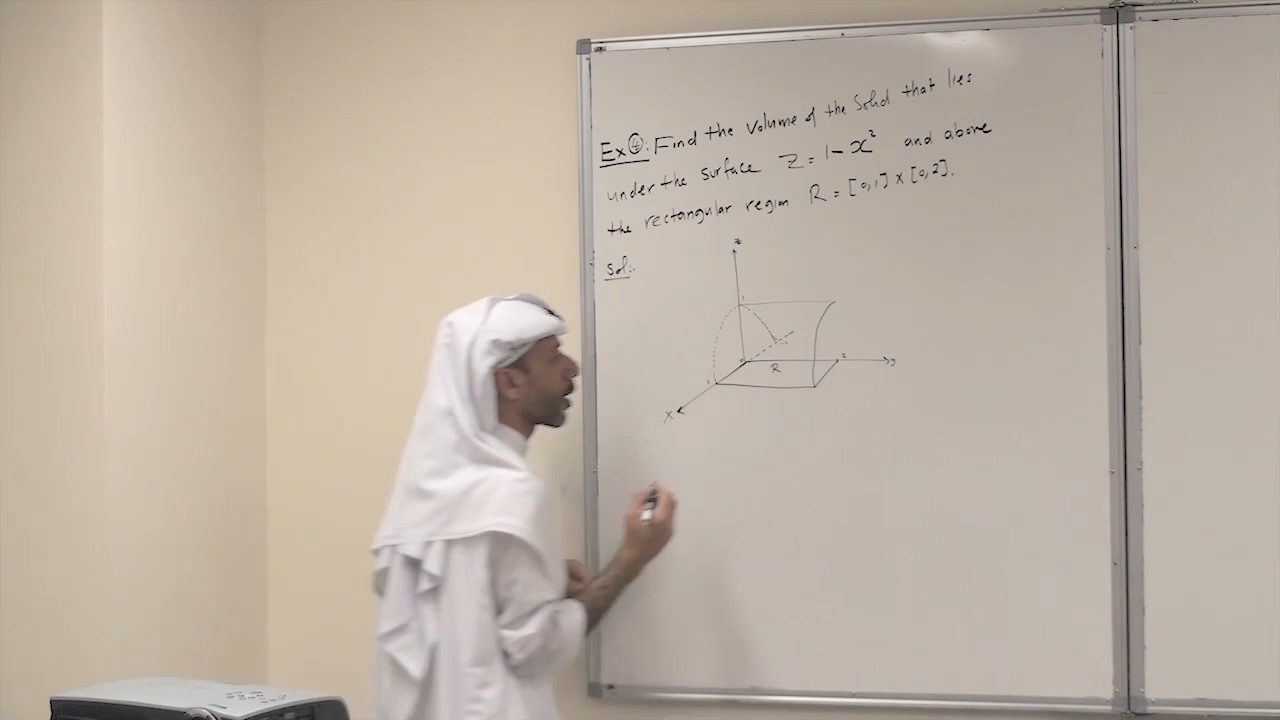 Ex④: Find the volume of the solid that lies
under the surface z = 1 - x² and above
the rectangular region R = [0,1] × [0,2].
Sol:
z
1
0
R
2
y
1
x